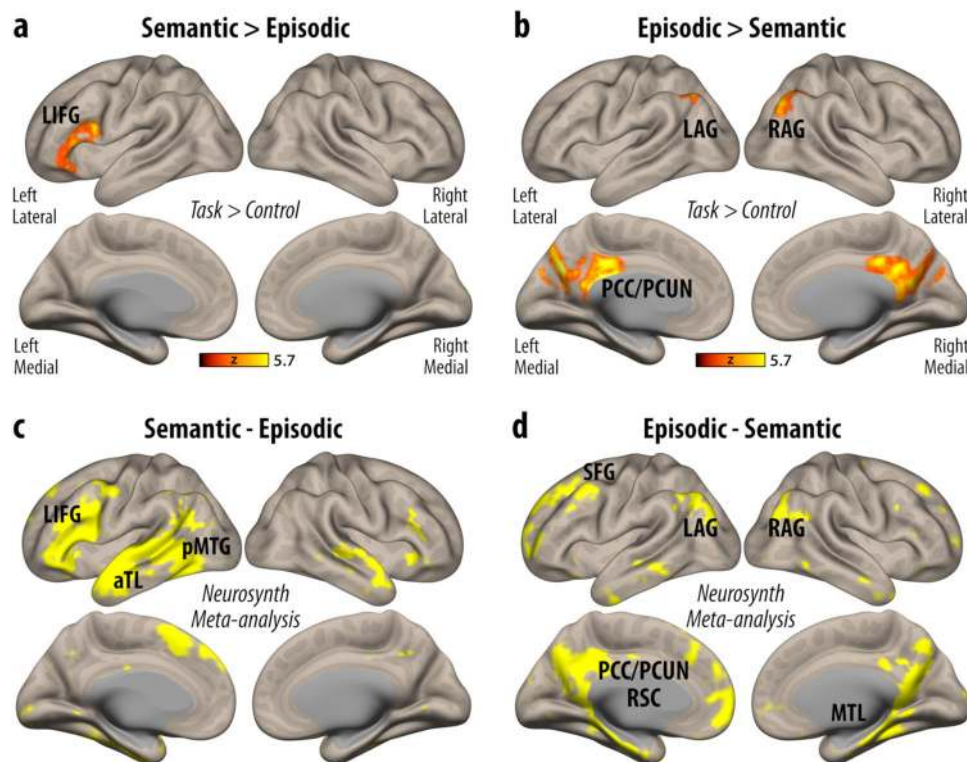 a
Semantic > Episodic
LIFG
Left
Lateral
Task > Control
Right
Lateral
Left
Medial
z
5.7
Right
Medial
b
Episodic > Semantic
LAG
RAG
Left
Lateral
Task > Control
Right
Lateral
PCC/PCUN
Left
Medial
z
5.7
Right
Medial
c
Semantic - Episodic
LIFG
pMTG
aTL
Neurosynth
Meta-analysis
d
Episodic - Semantic
SFG
LAG
RAG
Neurosynth
Meta-analysis
PCC/PCUN
RSC
MTL